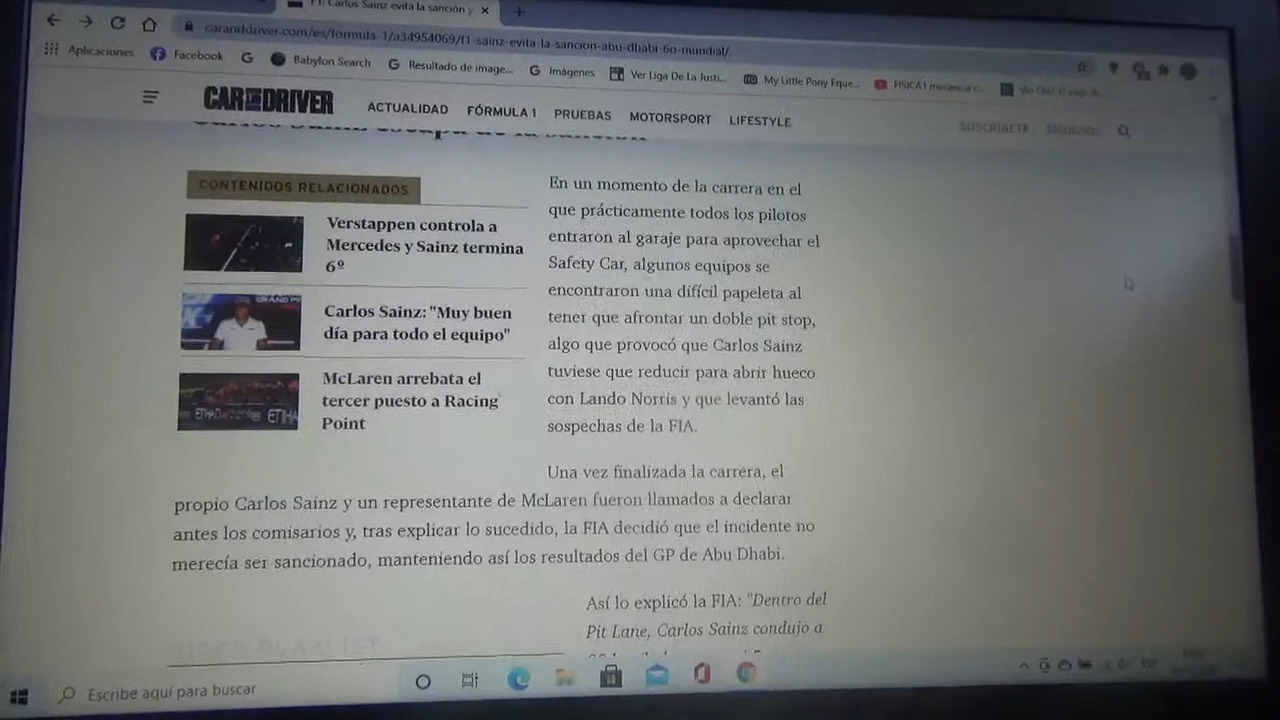 F1: Carlos Sainz evita la sanción y
caranddriver.com/es/formula-1/a34954069/f1-sainz-evita-la-sancion-abu-dhabi-6o-mundial/
Aplicaciones Facebook Babylon Search Resultado de image... Imágenes Ver Liga De La Justi... My Little Pony Eque... FISICA1 mecanica c...
CAR AND DRIVER ACTUALIDAD FÓRMULA 1 PRUEBAS MOTORSPORT LIFESTYLE SUSCRÍBETE
CONTENIDOS RELACIONADOS
Verstappen controla a
Mercedes y Sainz termina
6º
Carlos Sainz: "Muy buen
día para todo el equipo"
McLaren arrebata el
tercer puesto a Racing
Point
En un momento de la carrera en el
que prácticamente todos los pilotos
entraron al garaje para aprovechar el
Safety Car, algunos equipos se
encontraron una difícil papeleta al
tener que afrontar un doble pit stop,
algo que provocó que Carlos Sainz
tuviese que reducir para abrir hueco
con Lando Norris y que levantó las
sospechas de la FIA.
Una vez finalizada la carrera, el
propio Carlos Sainz y un representante de McLaren fueron llamados a declarar
antes los comisarios y, tras explicar lo sucedido, la FIA decidió que el incidente no
merecía ser sancionado, manteniendo así los resultados del GP de Abu Dhabi.
Así lo explicó la FIA: "Dentro del
Pit Lane, Carlos Sainz condujo a
VIDEO PLAYLIST
Escribe aquí para buscar